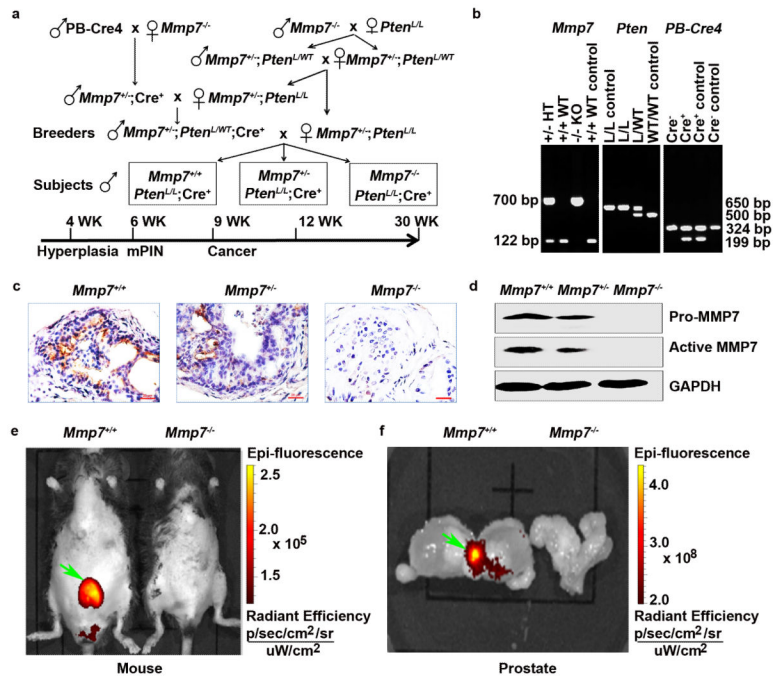 a
♂PB-Cre4 x ♀Mmp7-/-
♂Mmp7-/- x ♀PtenL/L
♂Mmp7+/-;PtenL/WT x ♀Mmp7+/-;PtenL/WT
♂Mmp7+/-;Cre+ x ♀Mmp7+/-;PtenL/L
Breeders ♂Mmp7+/-;PtenL/WT;Cre+ x ♀Mmp7+/-;PtenL/L
Subjects ♂
Mmp7+/+ PtenL/L;Cre+
Mmp7+/- PtenL/L;Cre+
Mmp7-/- PtenL/L;Cre+
4 WK 6 WK 9 WK 12 WK 30 WK
Hyperplasia mPIN Cancer
b
Mmp7 Pten PB-Cre4
+/- HT
+/+ WT
-/- KO
+/+ WT control
L/L control
L/L
L/WT
WT/WT control
Cre-
Cre+
Cre+ control
Cre- control
700 bp
122 bp
650 bp
500 bp
324 bp
199 bp
c
Mmp7+/+ Mmp7+/- Mmp7-/-
d
Mmp7+/+ Mmp7+/- Mmp7-/-
Pro-MMP7
Active MMP7
GAPDH
e
Mmp7+/+ Mmp7-/-
Epi-fluorescence
2.5
2.0
x 10^5
1.5
Radiant Efficiency
p/sec/cm2/sr
uW/cm2
Mouse
f
Mmp7+/+ Mmp7-/-
Epi-fluorescence
4.0
3.0
x 10^8
2.0
Radiant Efficiency
p/sec/cm2/sr
uW/cm2
Prostate